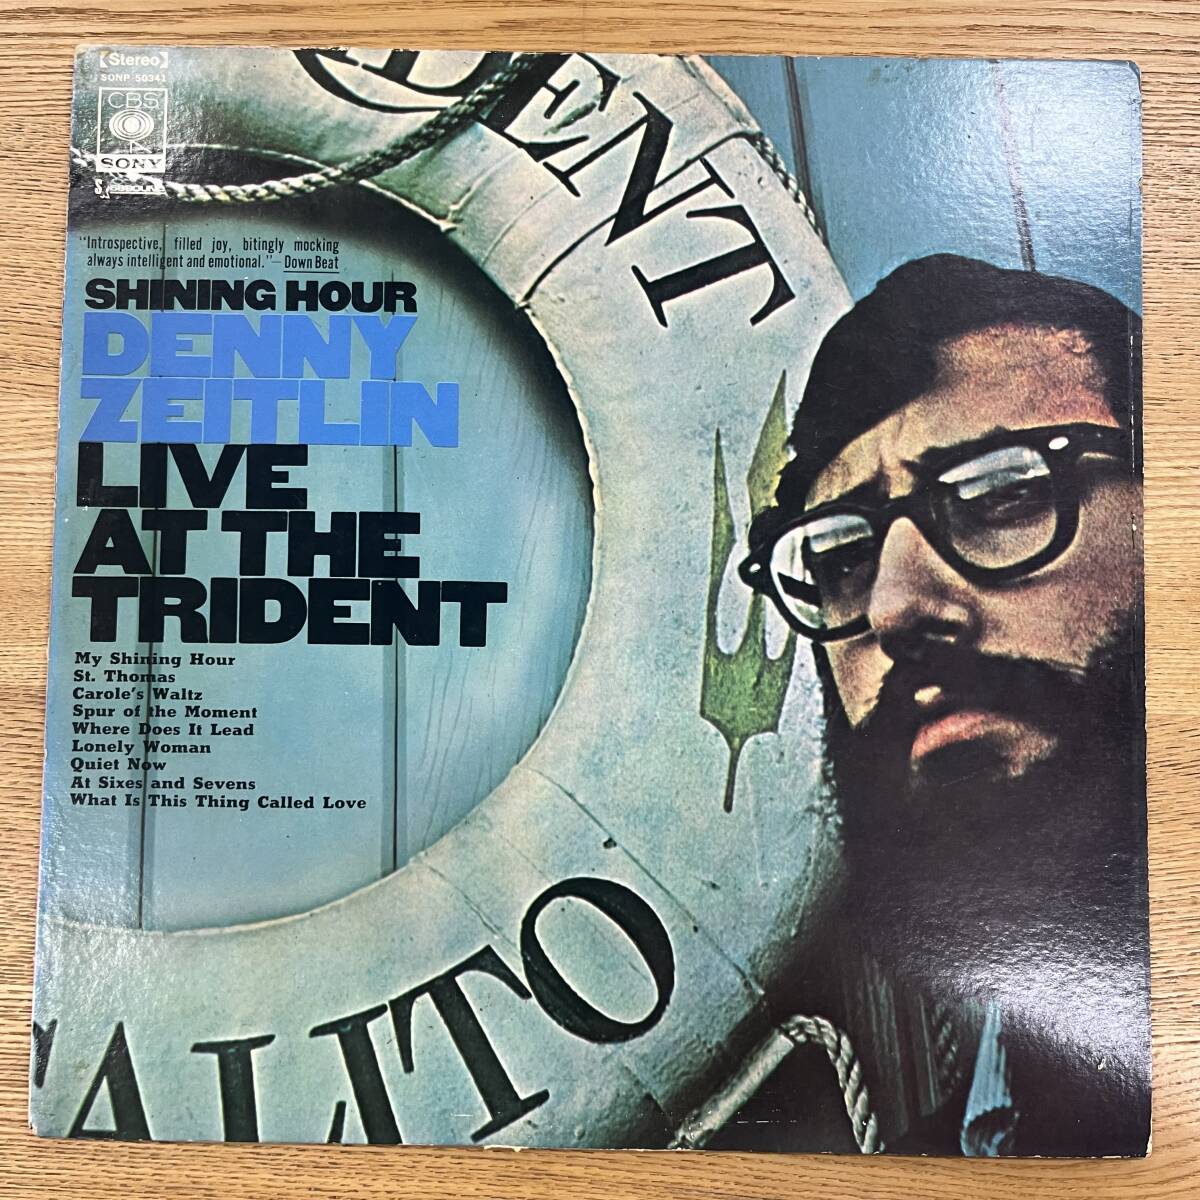 【Stereo】
SONP 50341
CBS
SONY
"Introspective, filled joy, bitingly mocking
always intelligent and emotional."—Down Beat
SHINING HOUR
DENNY
ZEITLIN
LIVE
AT THE
TRIDENT
My Shining Hour
St. Thomas
Carole's Waltz
Spur of the Moment
Where Does It Lead
Lonely Woman
Quiet Now
At Sixes and Sevens
What Is This Thing Called Love
DENT
ALITO